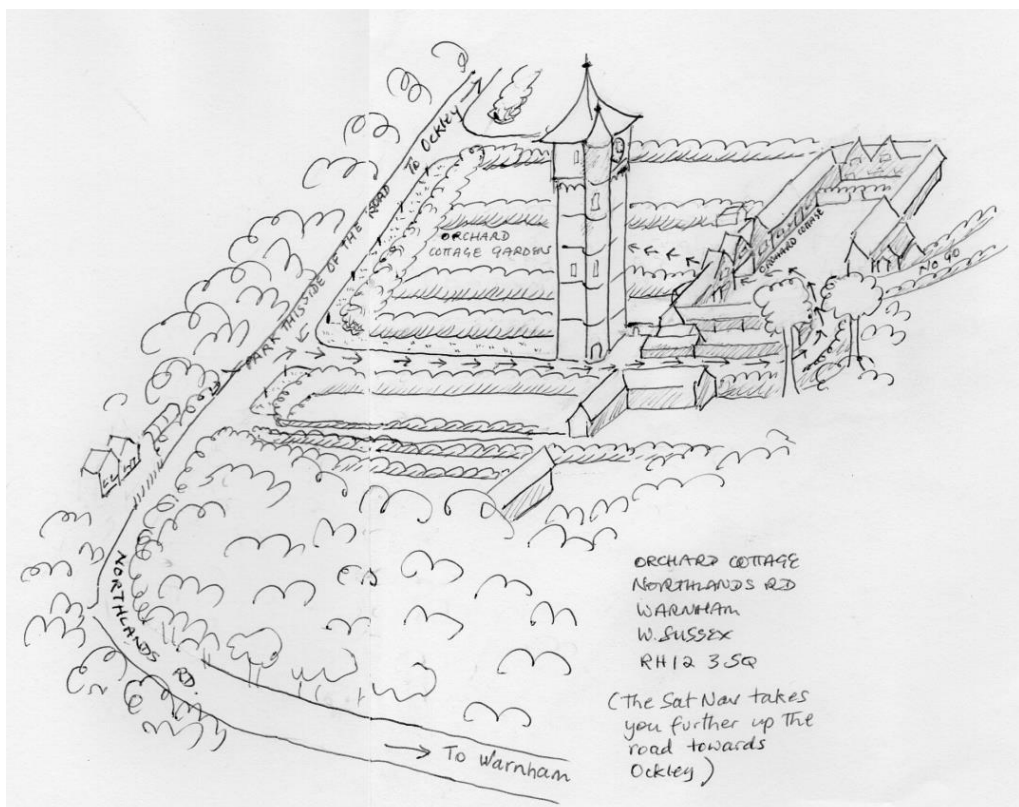 PARK THIS SIDE OF THE ROAD TO OCKLEY
ORCHARD
COTTAGE GARDENS
ORCHARD COTTAGE
NO GO
NORTHLANDS RD.
→ To Warnham
ORCHARD COTTAGE
NORTHLANDS RD
WARNHAM
W. SUSSEX
RH12 3SQ
(The Sat Nav takes
you further up the
road towards
Ockley)